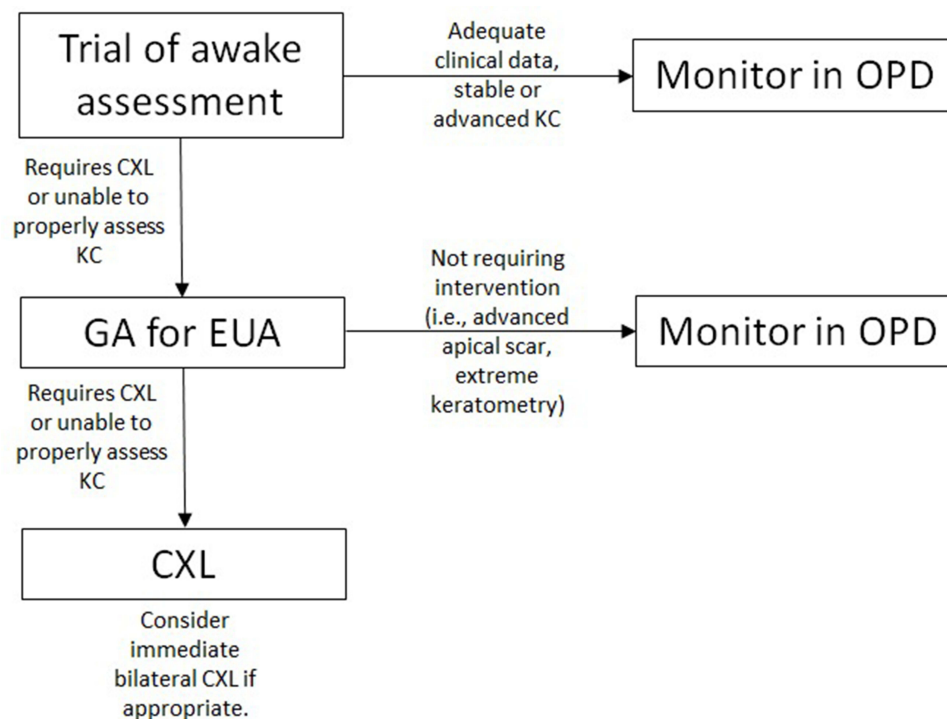 Trial of awake
assessment
Adequate
clinical data,
stable or
advanced KC
Monitor in OPD
Requires CXL
or unable to
properly assess
KC
GA for EUA
Not requiring
intervention
(i.e., advanced
apical scar,
extreme
keratometry)
Monitor in OPD
Requires CXL
or unable to
properly assess
KC
CXL
Consider
immediate
bilateral CXL if
appropriate.